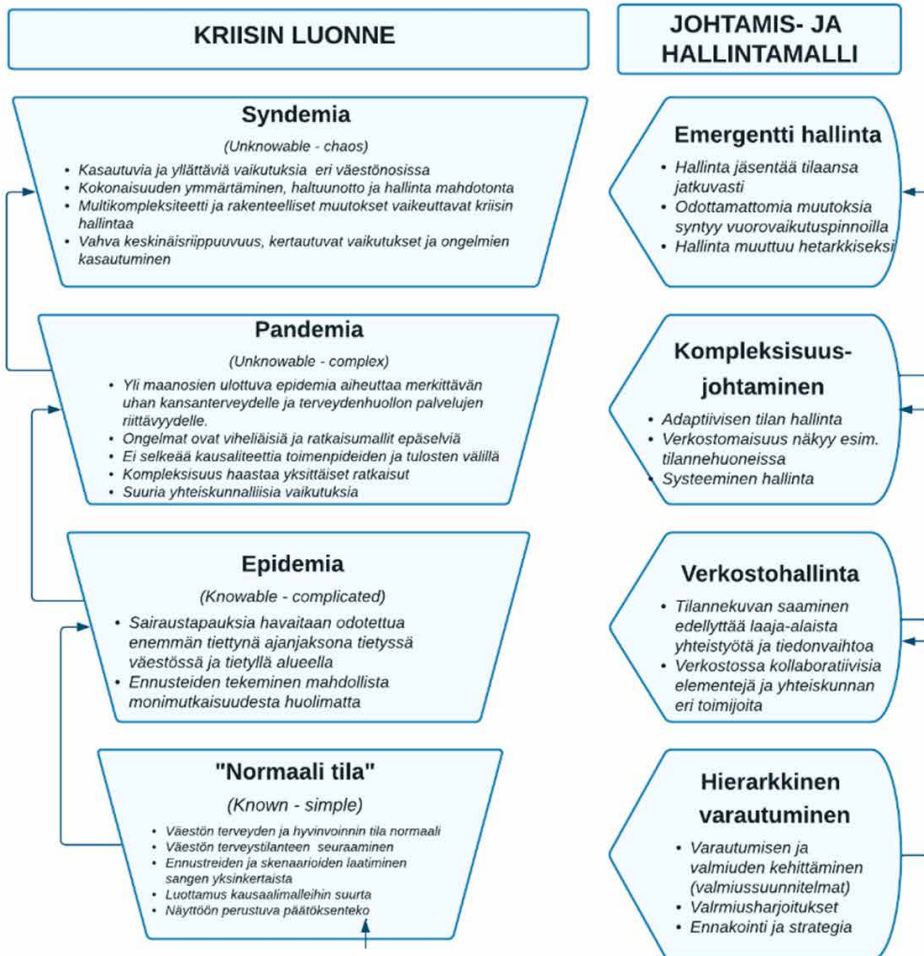 KRIISIN LUONNE
Syndemia
(Unknowable - chaos)
• Kasautuvia ja yllättäviä vaikutuksia eri väestönosissa
• Kokonaisuuden ymmärtäminen, haltuunotto ja hallinta mahdotonta
• Multikompleksiteetti ja rakenteelliset muutokset vaikeuttavat kriisin
hallintaa
• Vahva keskinäisriippuvuus, kertautuvat vaikutukset ja ongelmien
kasautuminen
Pandemia
(Unknowable - complex)
• Yli maanosien ulottuva epidemia aiheuttaa merkittävän
uhan kansanterveydelle ja terveydenhuollon palvelujen
riittävyydelle.
• Ongelmat ovat viheliäisiä ja ratkaisumallit epäselviä
• Ei selkeää kausaliteettia toimenpiteiden ja tulosten välillä
• Kompleksisuus haastaa yksittäiset ratkaisut
• Suuria yhteiskunnallisia vaikutuksia
Epidemia
(Knowable - complicated)
• Sairaustapauksia havaitaan odotettua
enemmän tiettynä ajanjaksona tietyssä
väestössä ja tietyllä alueella
• Ennusteiden tekeminen mahdollista
monimutkaisuudesta huolimatta
"Normaali tila"
(Known - simple)
• Väestön terveyden ja hyvinvoinnin tila normaali
• Väestön terveystilanteen seuraaminen
• Ennustreiden ja skenaarioiden laatiminen
sangen yksinkertaista
• Luottamus kausaalimalleihin suurta
• Näyttöön perustuva päätöksenteko
JOHTAMIS- JA
HALLINTAMALLI
Emergentti hallinta
• Hallinta jäsentää tilaansa
jatkuvasti
• Odottamattomia muutoksia
syntyy vuorovaikutuspinnoilla
• Hallinta muuttuu hetarkkiseksi
Kompleksisuus-
johtaminen
• Adaptiivisen tilan hallinta
• Verkostomaisuus näkyy esim.
tilannehuoneissa
• Systeeminen hallinta
Verkostohallinta
• Tilannekuvan saaminen
edellyttää laaja-alaista
yhteistyötä ja tiedonvaihtoa
• Verkostossa kollaboratiivisia
elementejä ja yhteiskunnan
eri toimijoita
Hierarkkinen
varautuminen
• Varautumisen ja
valmiuden kehittäminen
(valmiussuunnitelmat)
• Valrmiusharjoitukset
• Ennakointi ja strategia